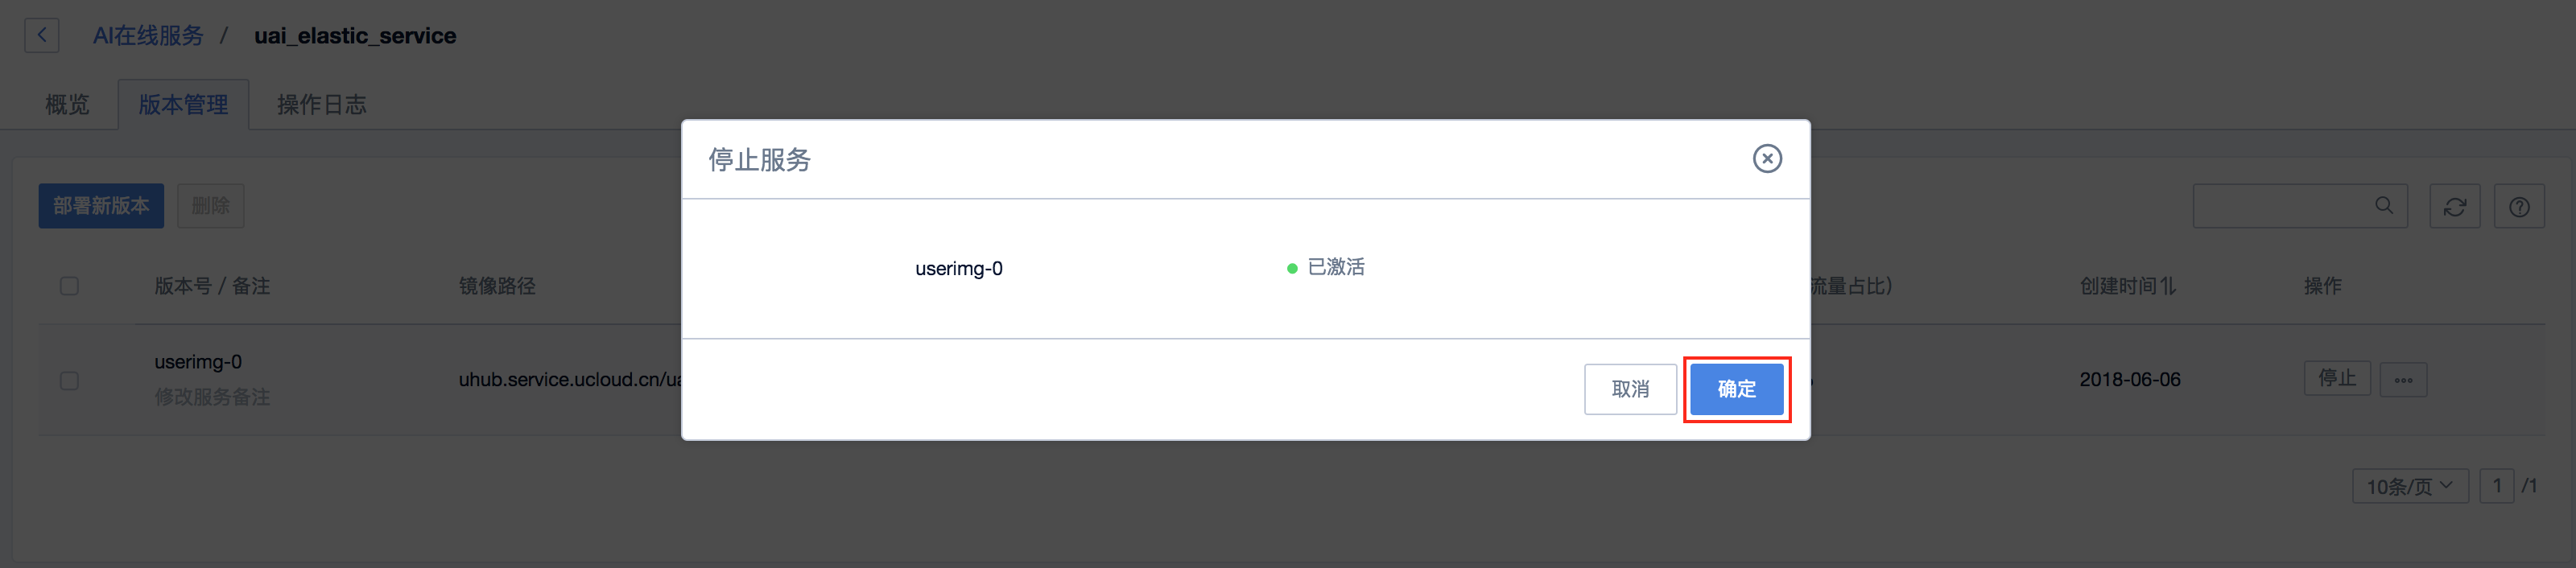 AI在线服务 / uai_elastic_service
概览 版本管理 操作日志
停止服务
部署新版本 删除
userimg-0 已激活
版本号 / 备注 镜像路径 流量占比) 创建时间 操作
userimg-0
修改服务备注
uhub.service.ucloud.cn/ua 2018-06-06 停止
取消 确定
10条/页 1 /1